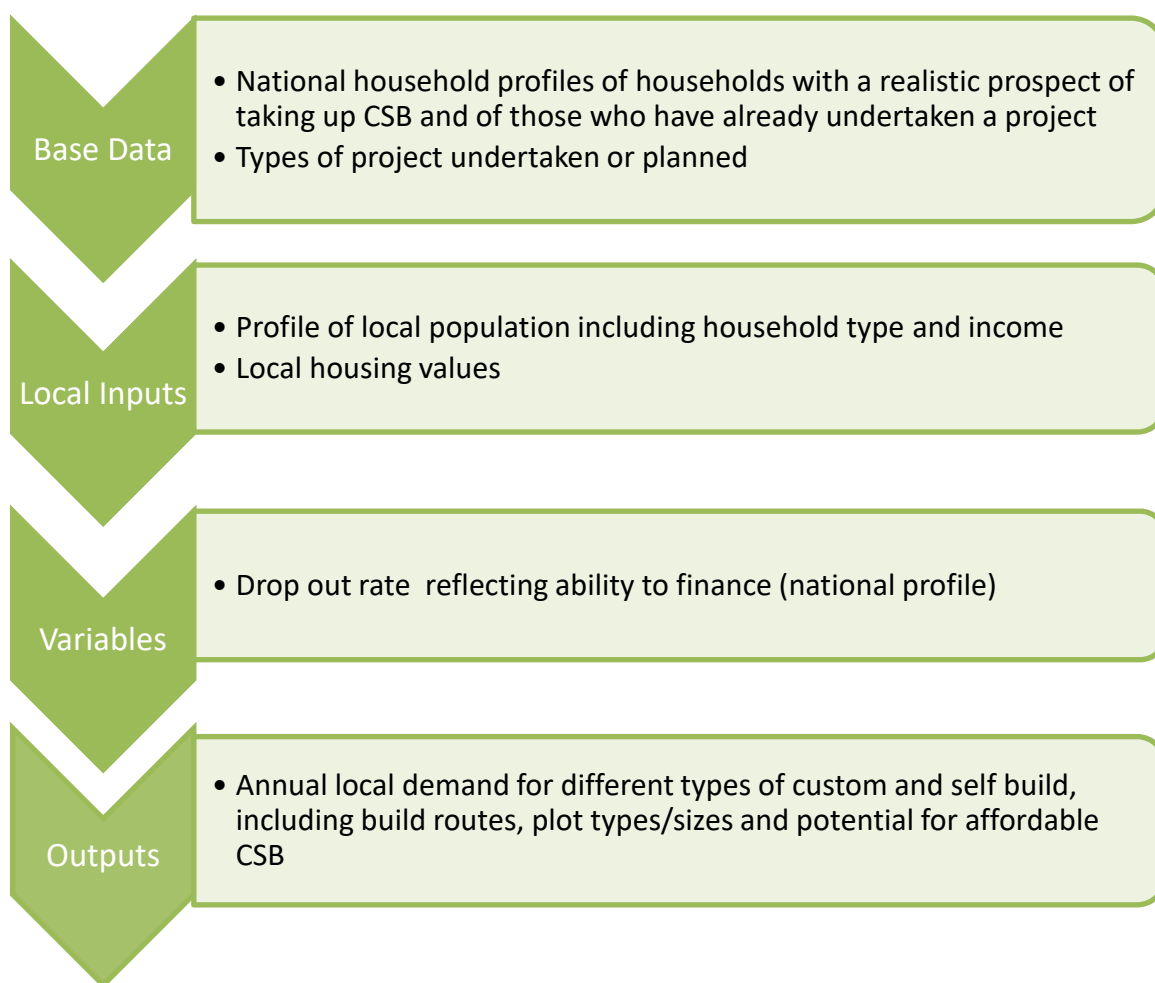 Base Data
• National household profiles of households with a realistic prospect of
taking up CSB and of those who have already undertaken a project
• Types of project undertaken or planned
Local Inputs
• Profile of local population including household type and income
• Local housing values
Variables
• Drop out rate  reflecting ability to finance (national profile)
Outputs
• Annual local demand for different types of custom and self build,
including build routes, plot types/sizes and potential for affordable
CSB